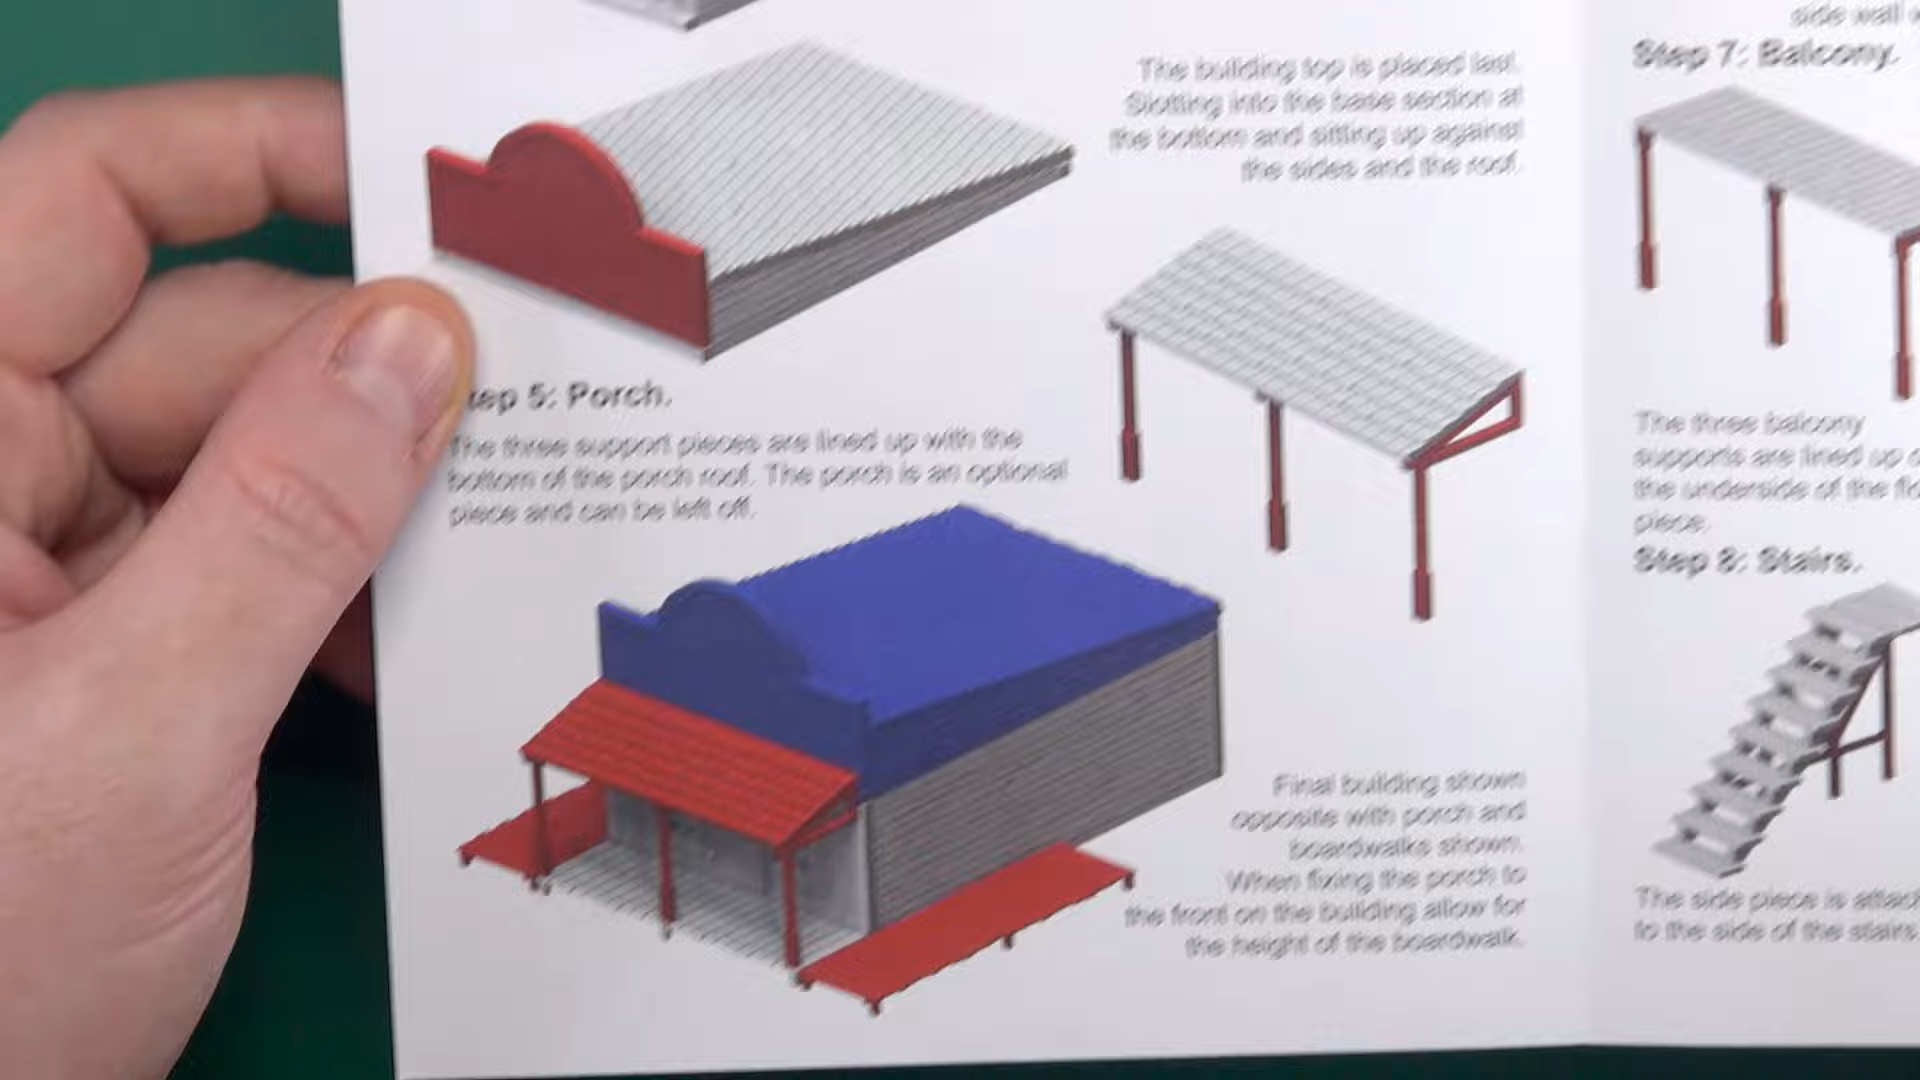 The building top is placed last.
Slotting into the base section at
the bottom and sitting up against
the sides and the roof.
Step 5: Porch.
The three support pieces are lined up with the
bottom of the porch roof. The porch is an optional
piece and can be left off.
Final building shown
opposite with porch and
boardwalks shown.
When fixing the porch to
the front on the building allow for
the height of the boardwalk.
side wall
Step 7: Balcony.
The three balcony
supports are lined up
the underside of the
piece.
Step 8: Stairs.
The side piece is
to the side of the stairs